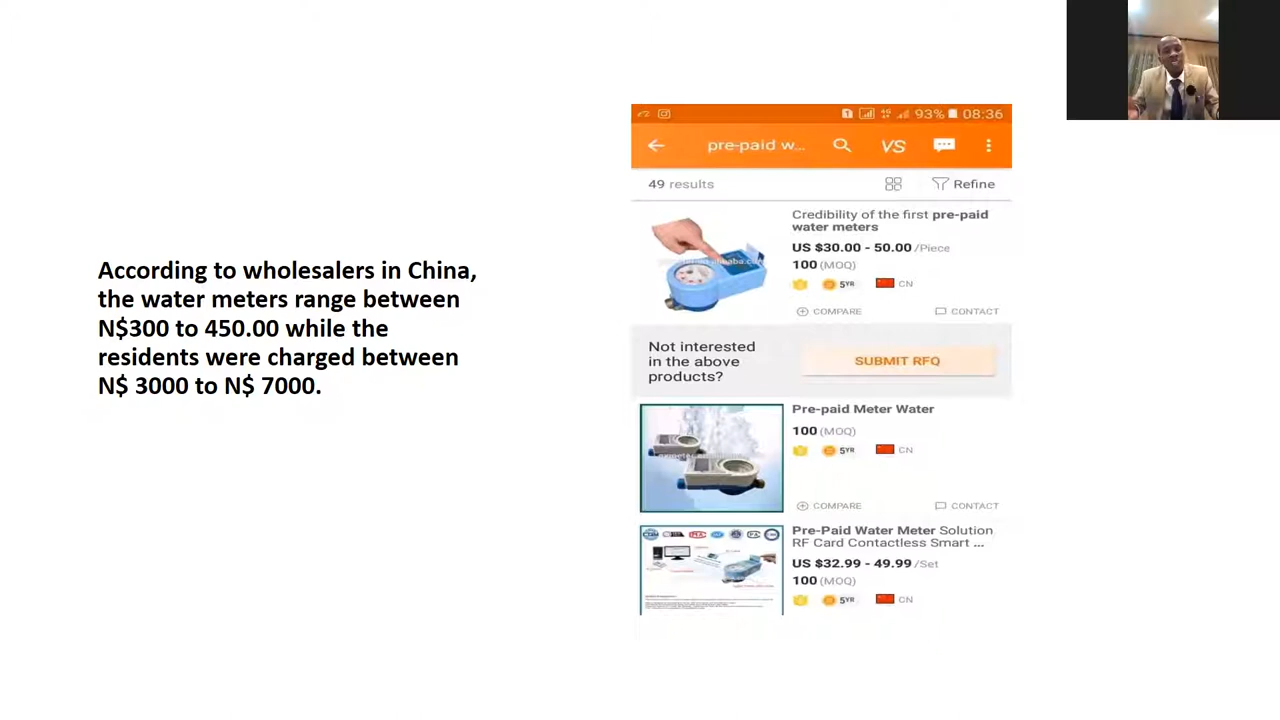 According to wholesalers in China,
the water meters range between
N$300 to 450.00 while the
residents were charged between
N$ 3000 to N$ 7000.
1 93% 08:36
pre-paid w... VS
49 results Refine
Credibility of the first pre-paid
water meters
US $30.00 - 50.00 /Piece
100 (MOQ)
5YR CN
COMPARE CONTACT
Not interested
in the above
products?
SUBMIT RFQ
Pre-paid Meter Water
100 (MOQ)
5YR CN
COMPARE CONTACT
Pre-Paid Water Meter Solution
RF Card Contactless Smart ...
US $32.99 - 49.99 /Set
100 (MOQ)
5YR CN